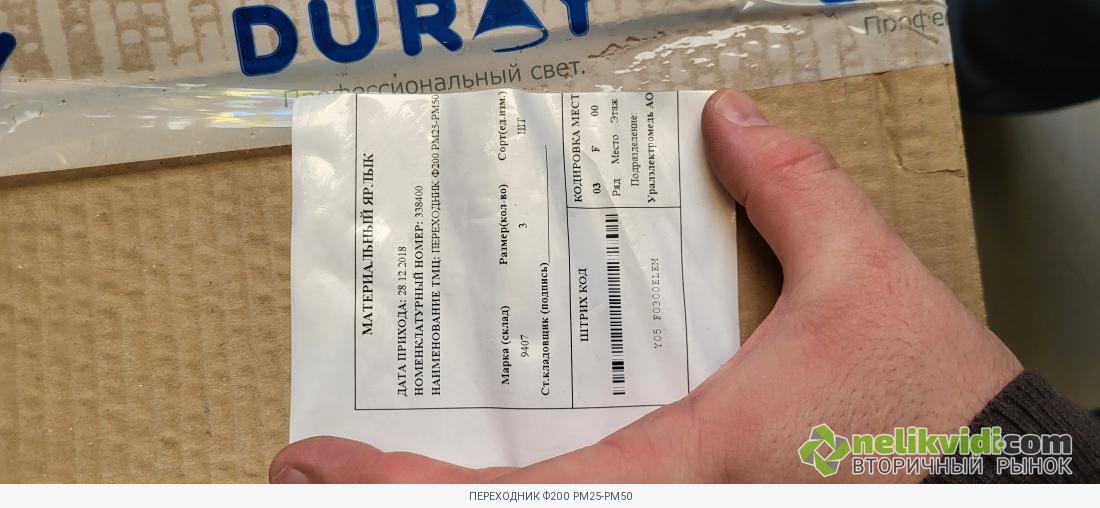 DURAY
Профессиональный свет.
Профе
МАТЕРИАЛЬНЫЙ ЯРЛЫК
ДАТА ПРИХОДА: 28.12.2018
НОМЕНКЛАТУРНЫЙ НОМЕР: 338400
НАИМЕНОВАНИЕ ТМЦ: ПЕРЕХОДНИК Ф200 РМ25-РМ50
Марка (склад) Размер(кол-во) Сорт(ед.изм.)
9407 3 ШТ
Ст.кладовщик (подпись)
ШТРИХ КОД
Y05 F0300ELEM
КОДИРОВКА МЕСТ
03 F 00
Ряд Место Этаж
Подразделение:
Уралэлектромедь АО
nelikvidi.com
ВТОРИЧНЫЙ РЫНОК
ПЕРЕХОДНИК Ф200 РМ25-РМ50